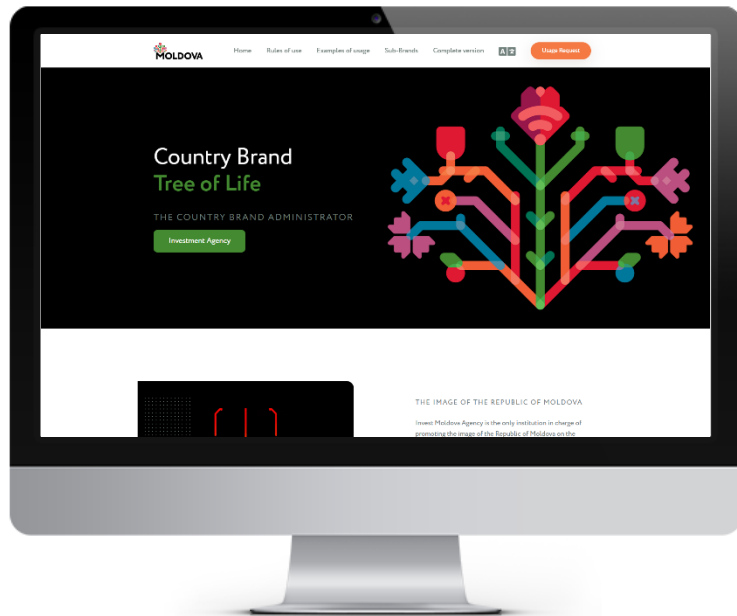 MOLDOVA
Home
Rules of use
Examples of usage
Sub-Brands
Complete version
A
Usage Request
Country Brand
Tree of Life
THE COUNTRY BRAND ADMINISTRATOR
Investment Agency
THE IMAGE OF THE REPUBLIC OF MOLDOVA
Invest Moldova Agency is the only institution in charge of
promoting the image of the Republic of Moldova on the